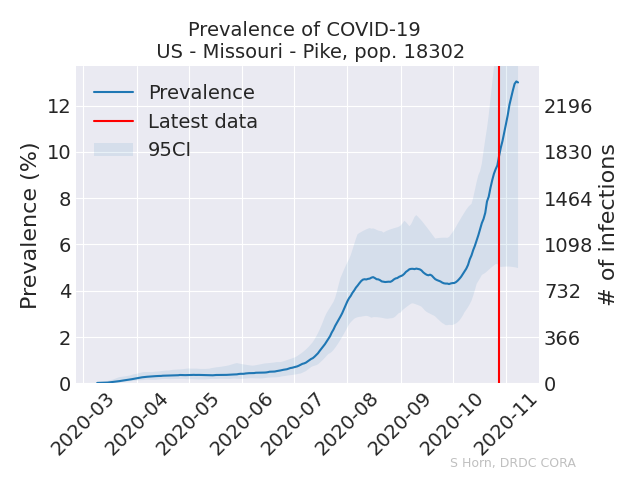 Prevalence of COVID-19
US - Missouri - Pike, pop. 18302
Prevalence
Latest data
95CI
Prevalence (%)
12
10
8
6
4
2
0
2196
1830
1464
1098
732
366
0
# of infections
2020-03
2020-04
2020-05
2020-06
2020-07
2020-08
2020-09
2020-10
2020-11
S Horn, DRDC CORA